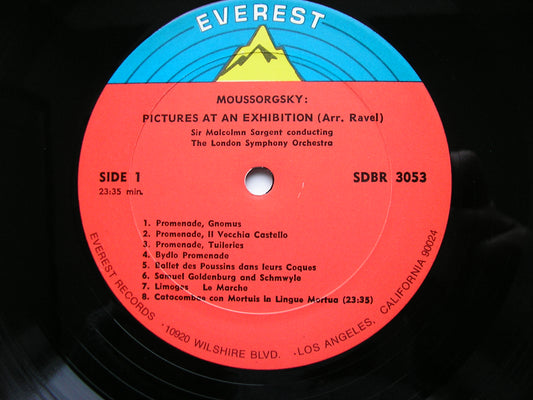 EVEREST
MOUSSORGSKY:
PICTURES AT AN EXHIBITION (Arr. Ravel)
Sir Malcolmn Sargent conducting
The London Symphony Orchestra
SIDE 1
23:35 min.
SDBR 3053
1. Promenade, Gnomus
2. Promenade, Il Vecchia Castello
3. Promenade, Tuileries
4. Bydlo Promenade
5. Ballet des Poussins dans leurs Coques
6. Samuel Goldenburg and Schmwyle
7. Limoges Le Marche
8. Catocombae con Mortuis la Lingue Mortua (23:35)
EVEREST RECORDS · 10920 WILSHIRE BLVD. · LOS ANGELES, CALIFORNIA 90024